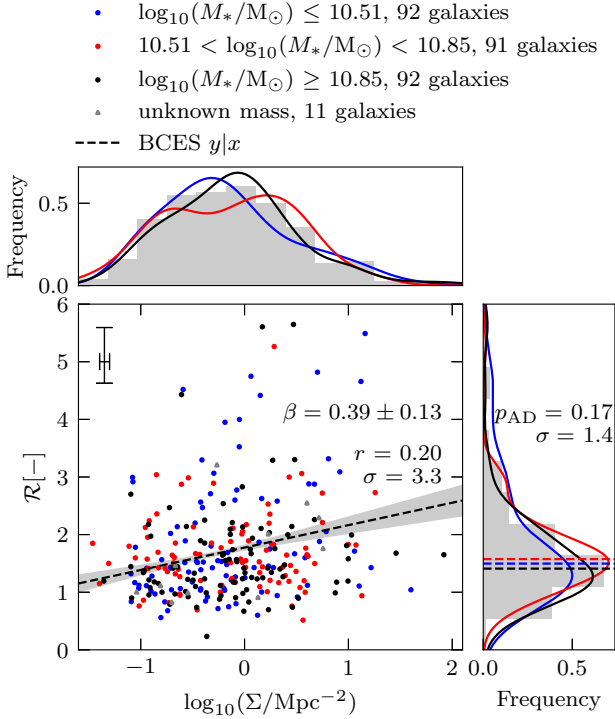 log₁₀(M∗/M⊙) ≤ 10.51, 92 galaxies
10.51 < log₁₀(M∗/M⊙) < 10.85, 91 galaxies
log₁₀(M∗/M⊙) ≥ 10.85, 92 galaxies
unknown mass, 11 galaxies
BCES y|x
Frequency
0.5
0.0
6
5
4
3
2
1
0
ℛ[−]
β = 0.39 ± 0.13
r = 0.20
σ = 3.3
p_AD = 0.17
σ = 1.4
−1 0 1 2
log₁₀(Σ/Mpc⁻²)
0.0 0.5
Frequency